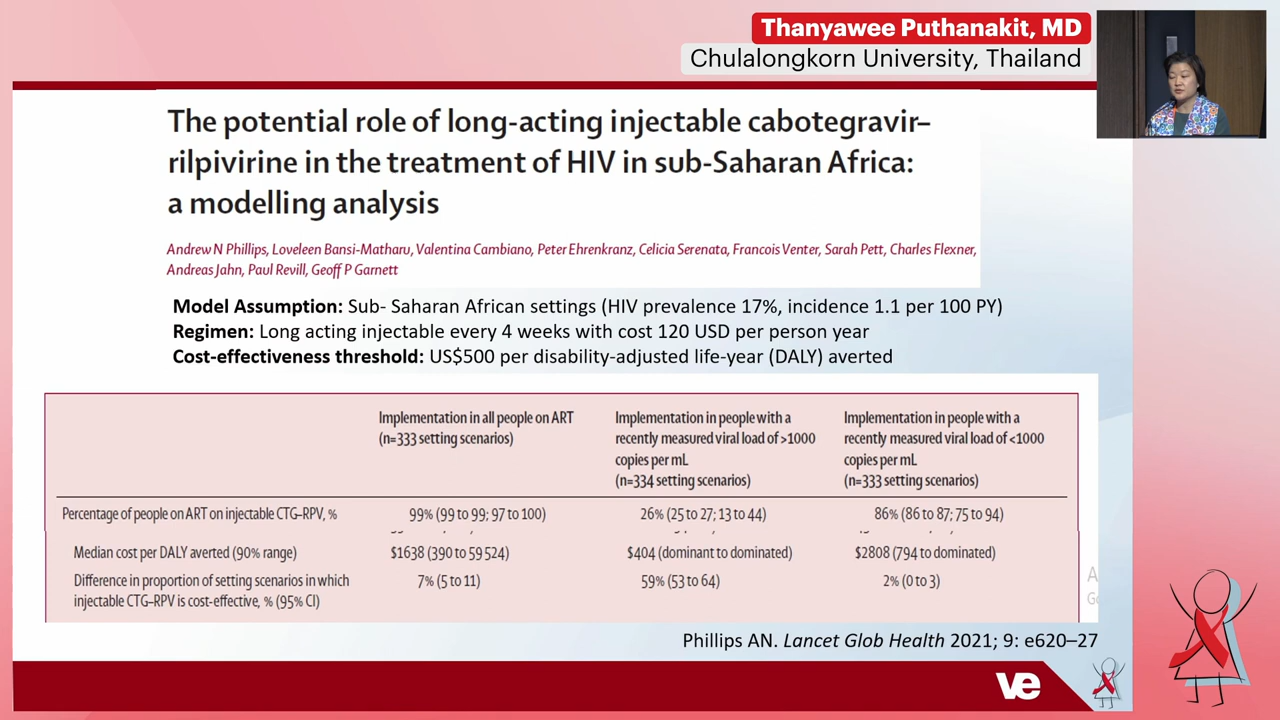 Thanyawee Puthanakit, MD
Chulalongkorn University, Thailand
The potential role of long-acting injectable cabotegravir–
rilpivirine in the treatment of HIV in sub-Saharan Africa:
a modelling analysis
Andrew N Phillips, Loveleen Bansi-Matharu, Valentina Cambiano, Peter Ehrenkranz, Celicia Serenata, Francois Venter, Sarah Pett, Charles Flexner,
Andreas Jahn, Paul Revill, Geoff P Garnett
Model Assumption: Sub- Saharan African settings (HIV prevalence 17%, incidence 1.1 per 100 PY)
Regimen: Long acting injectable every 4 weeks with cost 120 USD per person year
Cost-effectiveness threshold: US$500 per disability-adjusted life-year (DALY) averted
Implementation in all people on ART
(n=333 setting scenarios)
Implementation in people with a
recently measured viral load of >1000
copies per mL
(n=334 setting scenarios)
Implementation in people with a
recently measured viral load of <1000
copies per mL
(n=333 setting scenarios)
Percentage of people on ART on injectable CTG–RPV, % 99% (99 to 99; 97 to 100) 26% (25 to 27; 13 to 44) 86% (86 to 87; 75 to 94)
Median cost per DALY averted (90% range) $1638 (390 to 59 524) $404 (dominant to dominated) $2808 (794 to dominated)
Difference in proportion of setting scenarios in which 7% (5 to 11) 59% (53 to 64) 2% (0 to 3)
injectable CTG–RPV is cost-effective, % (95% CI)
Phillips AN. Lancet Glob Health 2021; 9: e620–27
ve